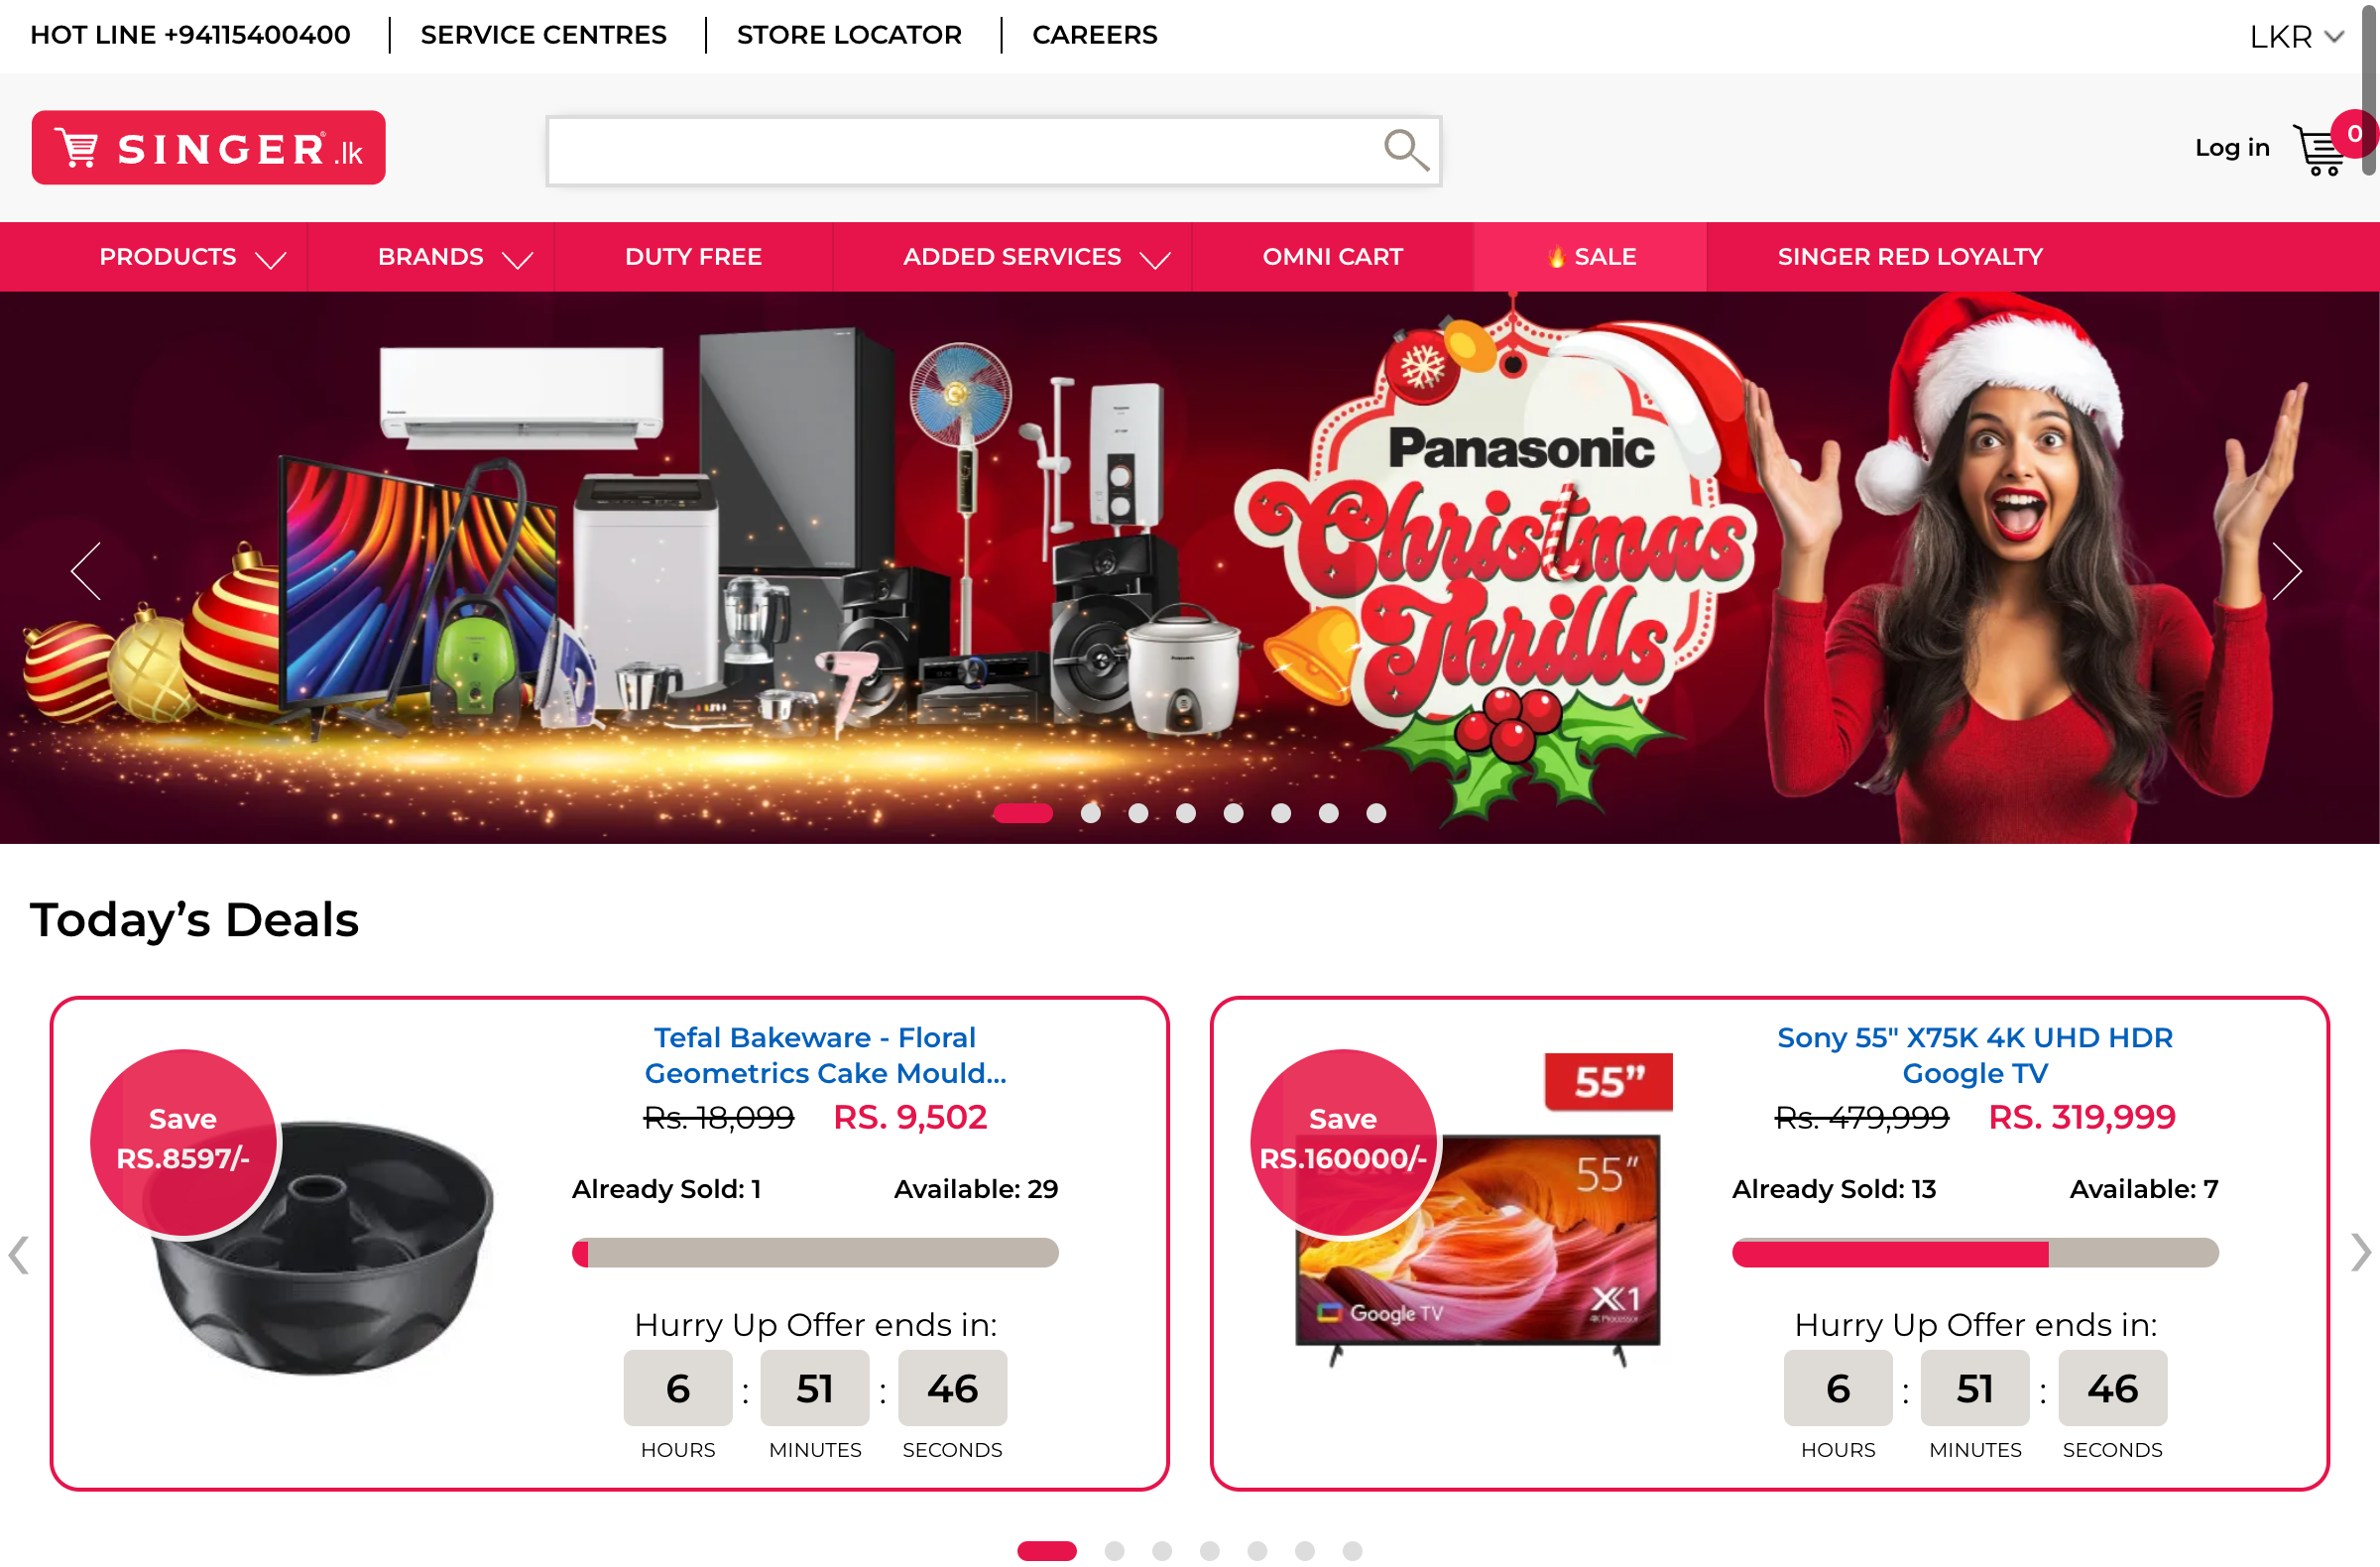 HOT LINE +94115400400
SERVICE CENTRES
STORE LOCATOR
CAREERS
LKR
SINGER® .lk
Log in
0
PRODUCTS
BRANDS
DUTY FREE
ADDED SERVICES
OMNI CART
🔥 SALE
SINGER RED LOYALTY
Panasonic
Christmas
Thrills
Today’s Deals
Save
RS.8597/-
Tefal Bakeware - Floral
Geometrics Cake Mould...
Rs. 18,099 RS. 9,502
Already Sold: 1 Available: 29
Hurry Up Offer ends in:
6 : 51 : 46
HOURS MINUTES SECONDS
Save
RS.160000/-
55”
55”
Google TV
X1
4K Processor
Sony 55" X75K 4K UHD HDR
Google TV
Rs. 479,999 RS. 319,999
Already Sold: 13 Available: 7
Hurry Up Offer ends in:
6 : 51 : 46
HOURS MINUTES SECONDS